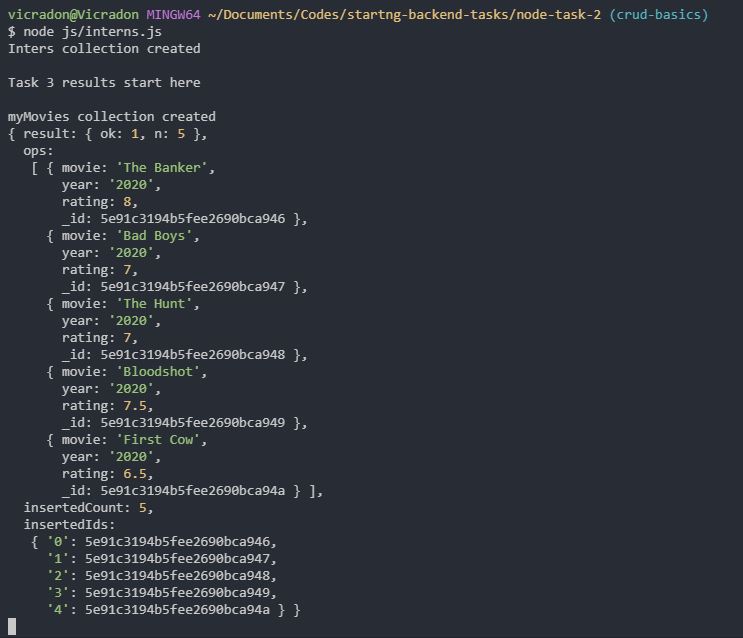 vicradon@Vicradon MINGW64 ~/Documents/Codes/startng-backend-tasks/node-task-2 (crud-basics)
$ node js/interns.js
Inters collection created

Task 3 results start here

myMovies collection created
{ result: { ok: 1, n: 5 },
  ops:
   [ { movie: 'The Banker',
       year: '2020',
       rating: 8,
       _id: 5e91c3194b5fee2690bca946 },
     { movie: 'Bad Boys',
       year: '2020',
       rating: 7,
       _id: 5e91c3194b5fee2690bca947 },
     { movie: 'The Hunt',
       year: '2020',
       rating: 7,
       _id: 5e91c3194b5fee2690bca948 },
     { movie: 'Bloodshot',
       year: '2020',
       rating: 7.5,
       _id: 5e91c3194b5fee2690bca949 },
     { movie: 'First Cow',
       year: '2020',
       rating: 6.5,
       _id: 5e91c3194b5fee2690bca94a } ],
  insertedCount: 5,
  insertedIds:
   { '0': 5e91c3194b5fee2690bca946,
     '1': 5e91c3194b5fee2690bca947,
     '2': 5e91c3194b5fee2690bca948,
     '3': 5e91c3194b5fee2690bca949,
     '4': 5e91c3194b5fee2690bca94a } }